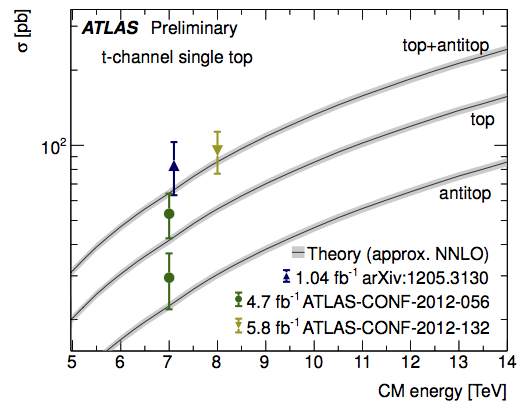 σ [pb]
ATLAS Preliminary
t-channel single top
top+antitop
top
antitop
10²
Theory (approx. NNLO)
1.04 fb⁻¹ arXiv:1205.3130
4.7 fb⁻¹ ATLAS-CONF-2012-056
5.8 fb⁻¹ ATLAS-CONF-2012-132
5 6 7 8 9 10 11 12 13 14
CM energy [TeV]